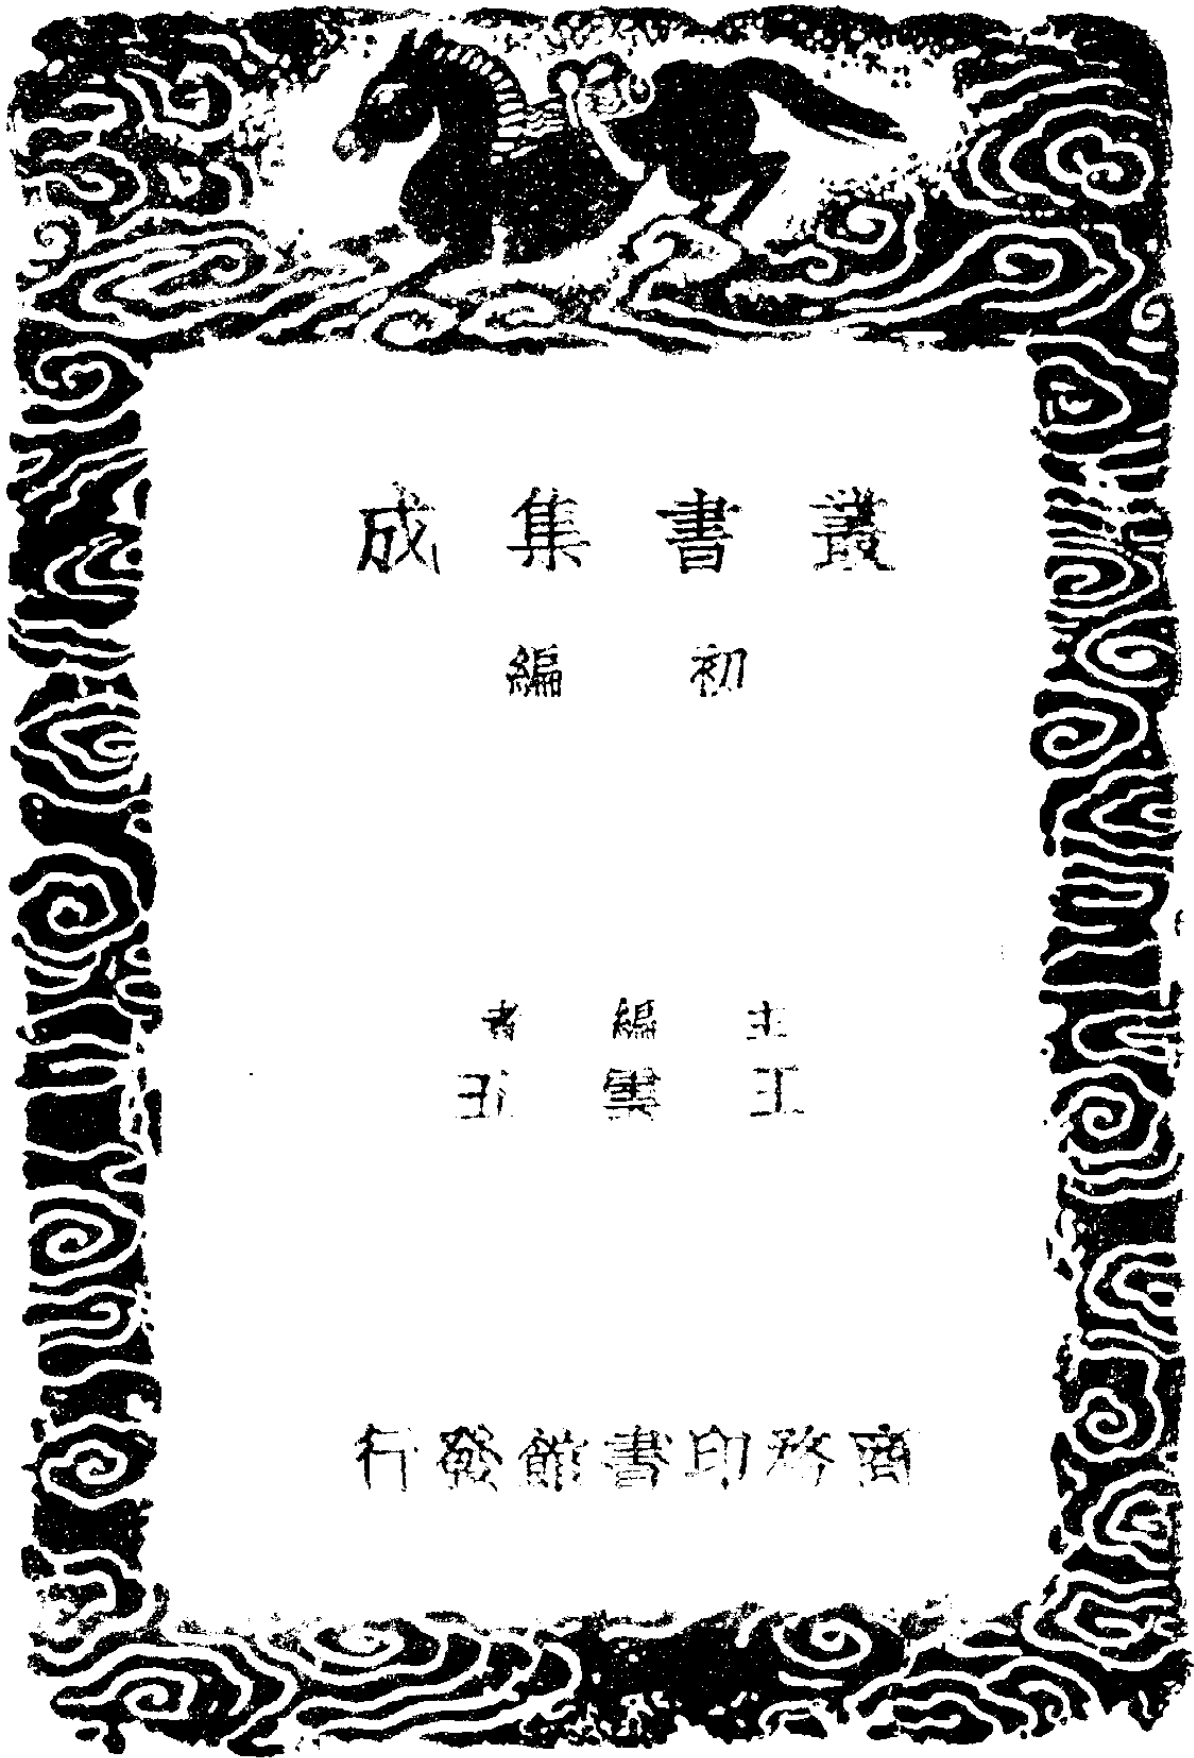 叢書集成
初編
主編者
王雲五
商務印書館發行